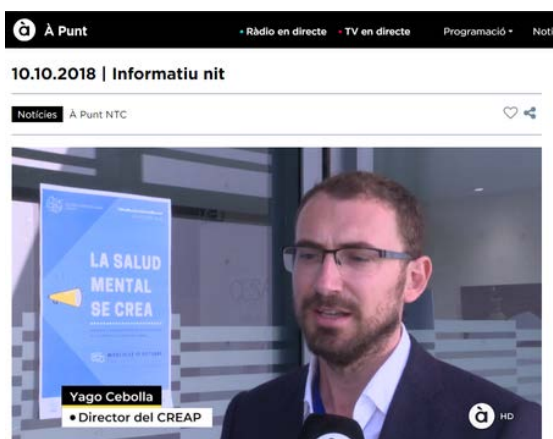 à À Punt • Ràdio en directe • TV en directe Programació Notí
10.10.2018 | Informatiu nit
Notícies À Punt NTC
LA SALUD
MENTAL
SE CREA
Yago Cebolla
• Director del CREAP
à HD